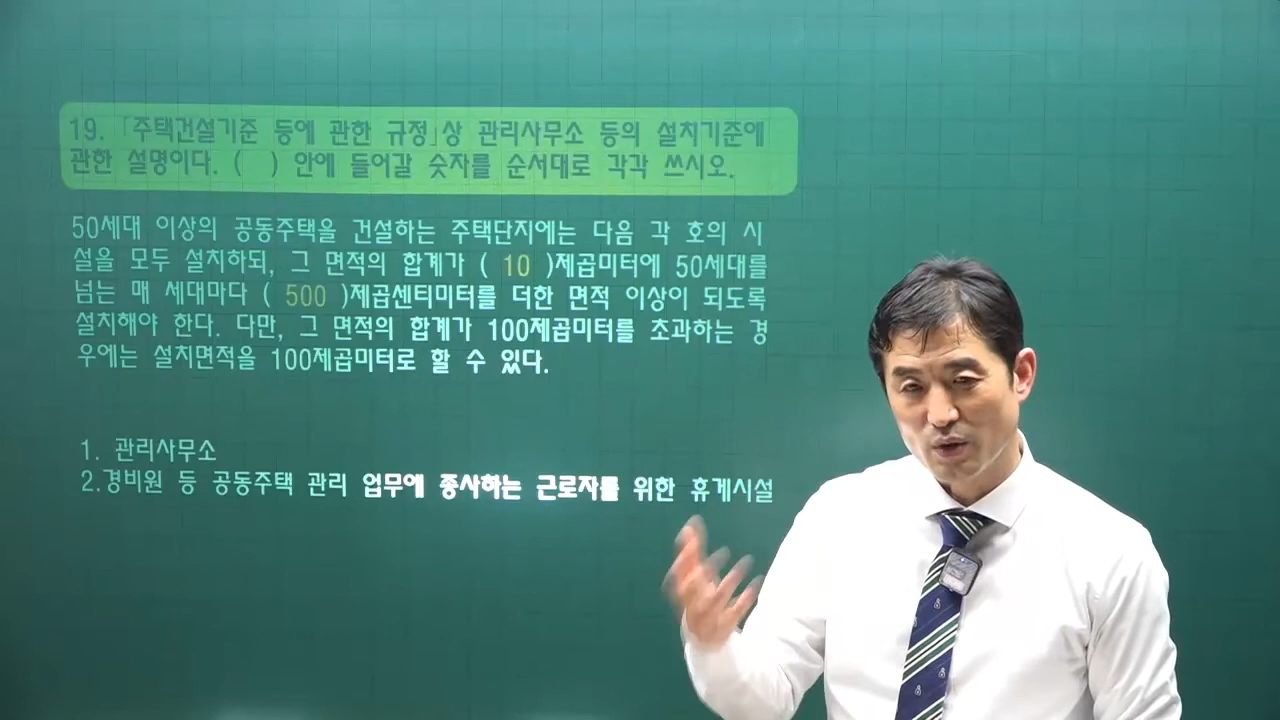 19. 「주택건설기준 등에 관한 규정」상 관리사무소 등의 설치기준에
관한 설명이다. (   ) 안에 들어갈 숫자를 순서대로 각각 쓰시오.
50세대 이상의 공동주택을 건설하는 주택단지에는 다음 각 호의 시
설을 모두 설치하되, 그 면적의 합계가 ( 10 )제곱미터에 50세대를
넘는 매 세대마다 ( 500 )제곱센티미터를 더한 면적 이상이 되도록
설치해야 한다. 다만, 그 면적의 합계가 100제곱미터를 초과하는 경
우에는 설치면적을 100제곱미터로 할 수 있다.
1. 관리사무소
2.경비원 등 공동주택 관리 업무에 종사하는 근로자를 위한 휴게시설